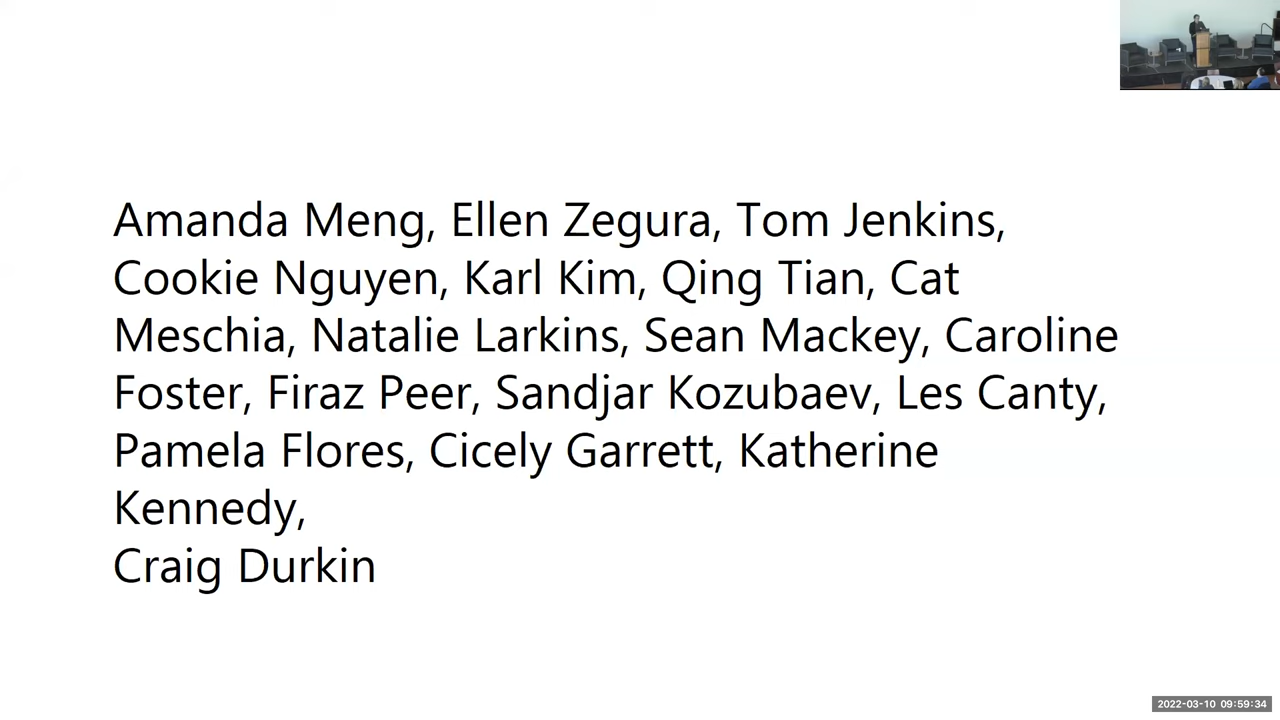 Amanda Meng, Ellen Zegura, Tom Jenkins,
Cookie Nguyen, Karl Kim, Qing Tian, Cat
Meschia, Natalie Larkins, Sean Mackey, Caroline
Foster, Firaz Peer, Sandjar Kozubaev, Les Canty,
Pamela Flores, Cicely Garrett, Katherine
Kennedy,
Craig Durkin
2022-03-10 09:59:34